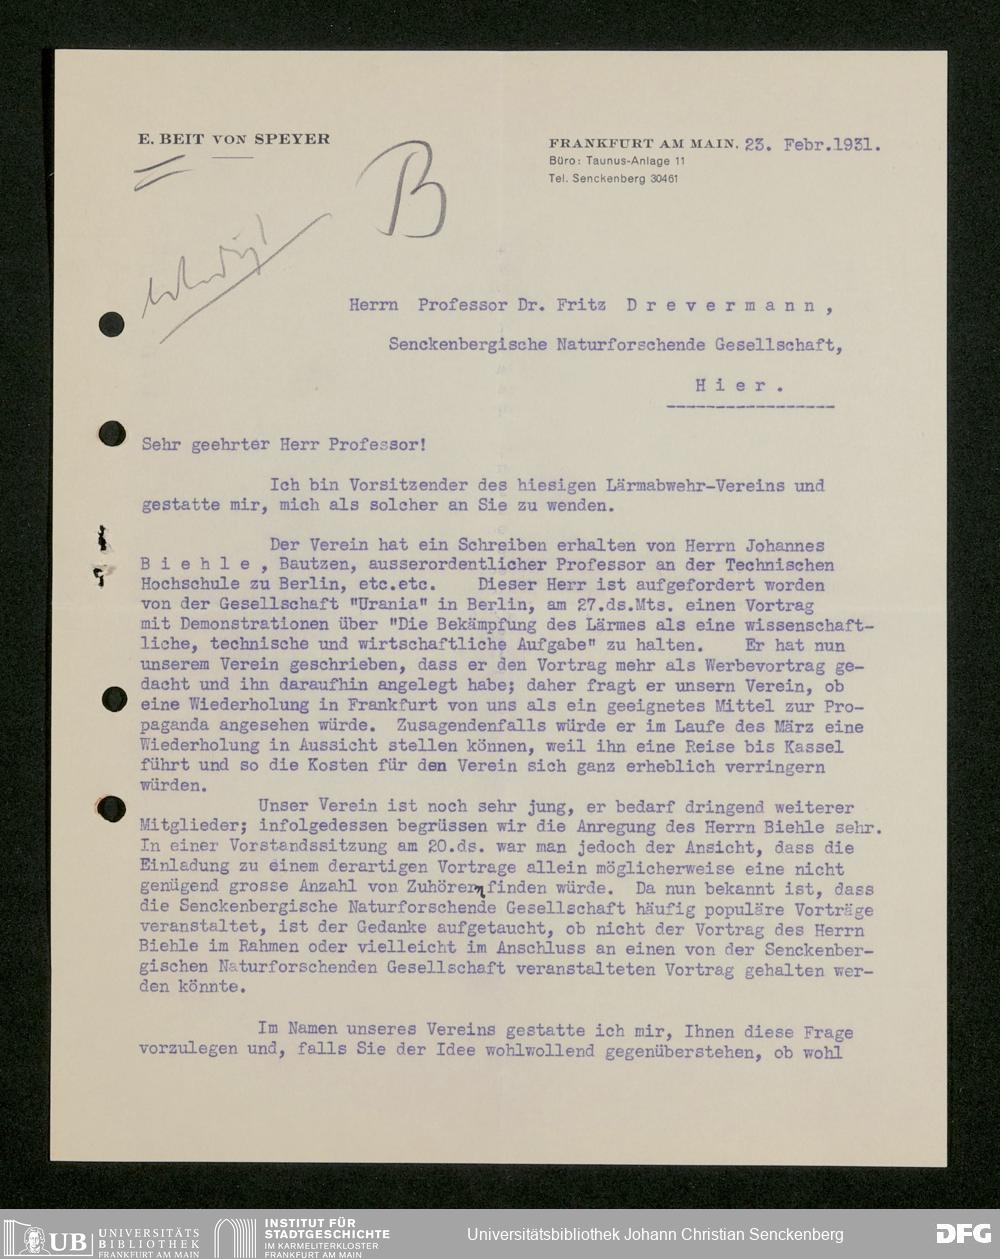 E. BEIT VON SPEYER
FRANKFURT AM MAIN, 23. Febr.1931.
Büro: Taunus-Anlage 11
Tel. Senckenberg 30461
B
erledigt
Herrn Professor Dr. Fritz D r e v e r m a n n ,
Senckenbergische Naturforschende Gesellschaft,
H i e r .
Sehr geehrter Herr Professor!
Ich bin Vorsitzender des hiesigen Lärmabwehr-Vereins und
gestatte mir, mich als solcher an Sie zu wenden.
Der Verein hat ein Schreiben erhalten von Herrn Johannes
B i e h l e , Bautzen, ausserordentlicher Professor an der Technischen
Hochschule zu Berlin, etc.etc. Dieser Herr ist aufgefordert worden
von der Gesellschaft "Urania" in Berlin, am 27.ds.Mts. einen Vortrag
mit Demonstrationen über "Die Bekämpfung des Lärmes als eine wissenschaft-
liche, technische und wirtschaftliche Aufgabe" zu halten. Er hat nun
unserem Verein geschrieben, dass er den Vortrag mehr als Werbevortrag ge-
dacht und ihn daraufhin angelegt habe; daher fragt er unsern Verein, ob
eine Wiederholung in Frankfurt von uns als ein geeignetes Mittel zur Pro-
paganda angesehen würde. Zusagendenfalls würde er im Laufe des März eine
Wiederholung in Aussicht stellen können, weil ihn eine Reise bis Kassel
führt und so die Kosten für den Verein sich ganz erheblich verringern
würden.
Unser Verein ist noch sehr jung, er bedarf dringend weiterer
Mitglieder; infolgedessen begrüssen wir die Anregung des Herrn Biehle sehr.
In einer Vorstandssitzung am 20.ds. war man jedoch der Ansicht, dass die
Einladung zu einem derartigen Vortrage allein möglicherweise eine nicht
genügend grosse Anzahl von Zuhörern finden würde. Da nun bekannt ist, dass
die Senckenbergische Naturforschende Gesellschaft häufig populäre Vorträge
veranstaltet, ist der Gedanke aufgetaucht, ob nicht der Vortrag des Herrn
Biehle im Rahmen oder vielleicht im Anschluss an einen von der Senckenber-
gischen Naturforschenden Gesellschaft veranstalteten Vortrag gehalten wer-
den könnte.
Im Namen unseres Vereins gestatte ich mir, Ihnen diese Frage
vorzulegen und, falls Sie der Idee wohlwollend gegenüberstehen, ob wohl
UB UNIVERSITÄTS
BIBLIOTHEK
FRANKFURT AM MAIN
INSTITUT FÜR
STADTGESCHICHTE
IM KARMELITERKLOSTER
FRANKFURT AM MAIN
Universitätsbibliothek Johann Christian Senckenberg
DFG